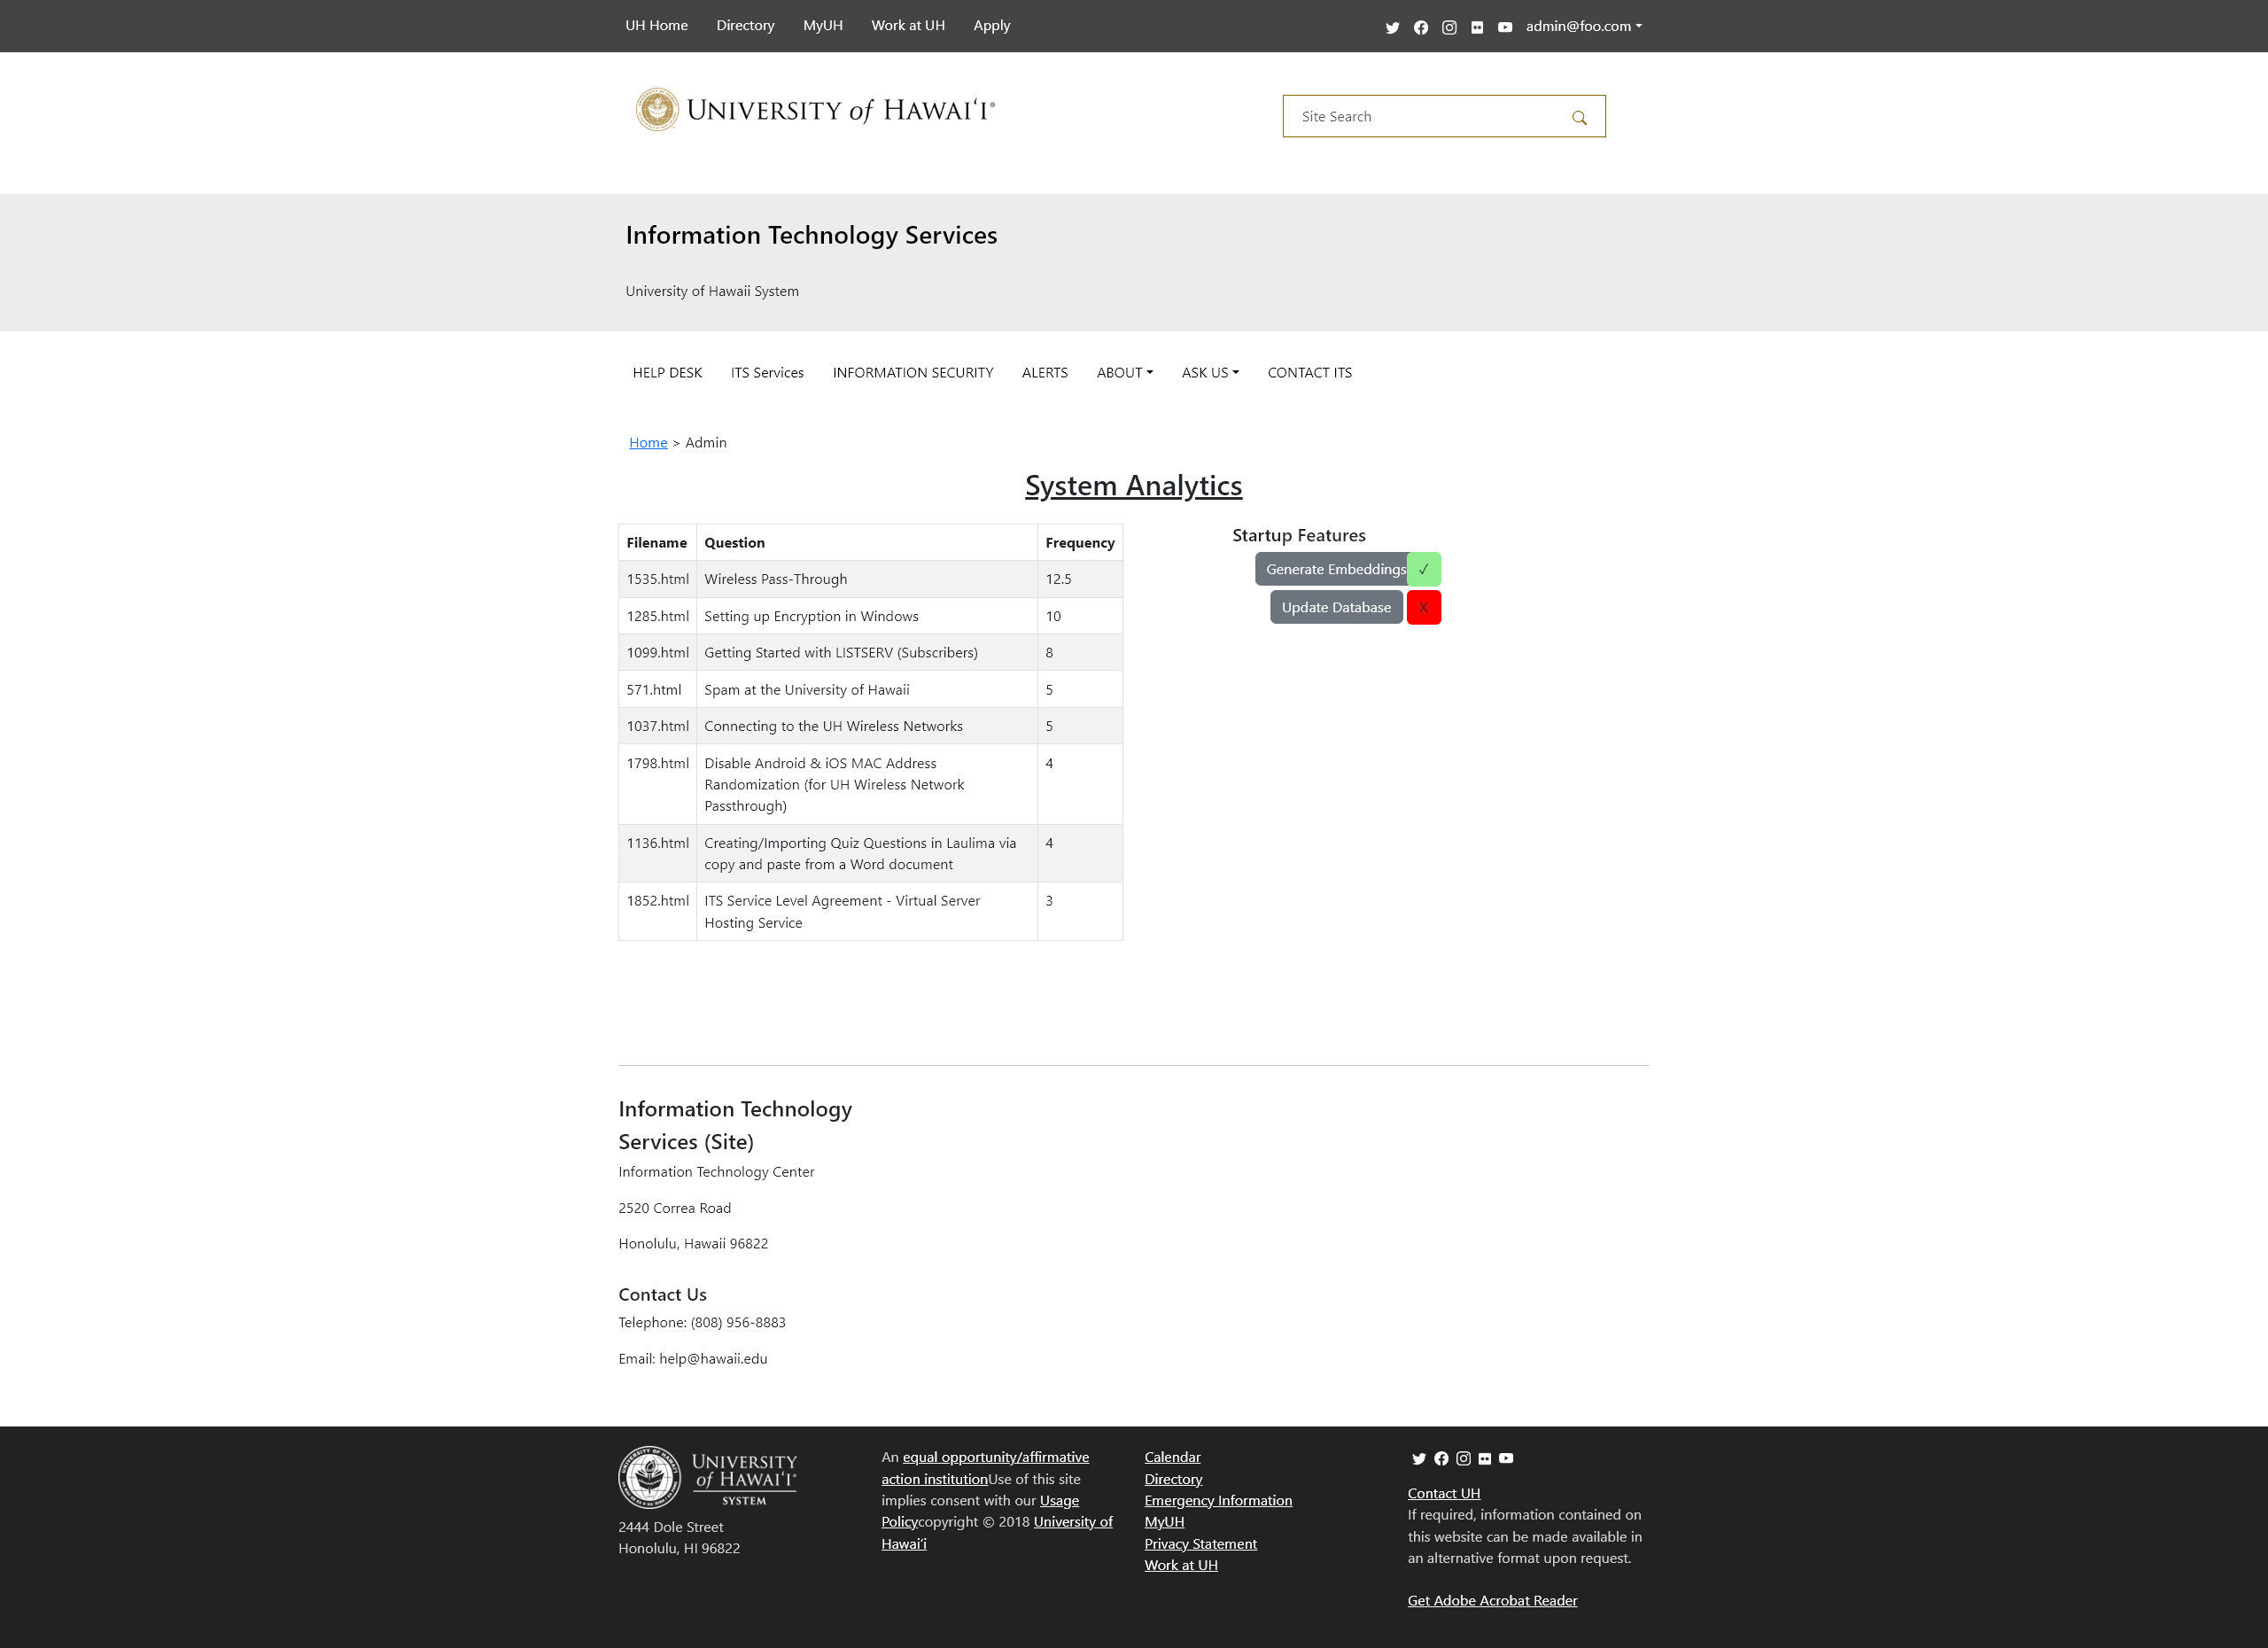 UH Home Directory MyUH Work at UH Apply admin@foo.com
UNIVERSITY of HAWAIʻI® Site Search
Information Technology Services
University of Hawaii System
HELP DESK ITS Services INFORMATION SECURITY ALERTS ABOUT ASK US CONTACT ITS
Home > Admin
System Analytics
Filename Question Frequency
1535.html Wireless Pass-Through 12.5
1285.html Setting up Encryption in Windows 10
1099.html Getting Started with LISTSERV (Subscribers) 8
571.html Spam at the University of Hawaii 5
1037.html Connecting to the UH Wireless Networks 5
1798.html Disable Android & iOS MAC Address 4
Randomization (for UH Wireless Network
Passthrough)
1136.html Creating/Importing Quiz Questions in Laulima via 4
copy and paste from a Word document
1852.html ITS Service Level Agreement - Virtual Server 3
Hosting Service
Startup Features
Generate Embeddings ✓
Update Database X
Information Technology
Services (Site)
Information Technology Center
2520 Correa Road
Honolulu, Hawaii 96822
Contact Us
Telephone: (808) 956-8883
Email: help@hawaii.edu
UNIVERSITY
of HAWAIʻI®
SYSTEM
2444 Dole Street
Honolulu, HI 96822
An equal opportunity/affirmative
action institutionUse of this site
implies consent with our Usage
Policycopyright © 2018 University of
Hawaiʻi
Calendar
Directory
Emergency Information
MyUH
Privacy Statement
Work at UH
Contact UH
If required, information contained on
this website can be made available in
an alternative format upon request.
Get Adobe Acrobat Reader